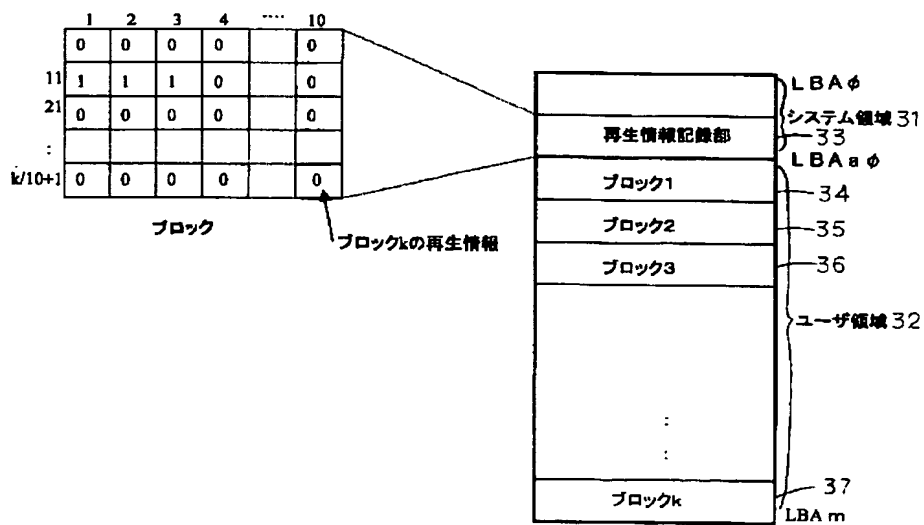 1 2 3 4 ‥‥ 10
0 0 0 0 0
11 1 1 1 0 0
21 0 0 0 0 0
:
k/10+1 0 0 0 0 0
ブロック
ブロックkの再生情報
LBAφ
システム領域 31
再生情報記録部 33
LBAaφ
ブロック1 34
ブロック2 35
ブロック3 36
ユーザ領域 32
:
:
ブロックk 37
LBA m